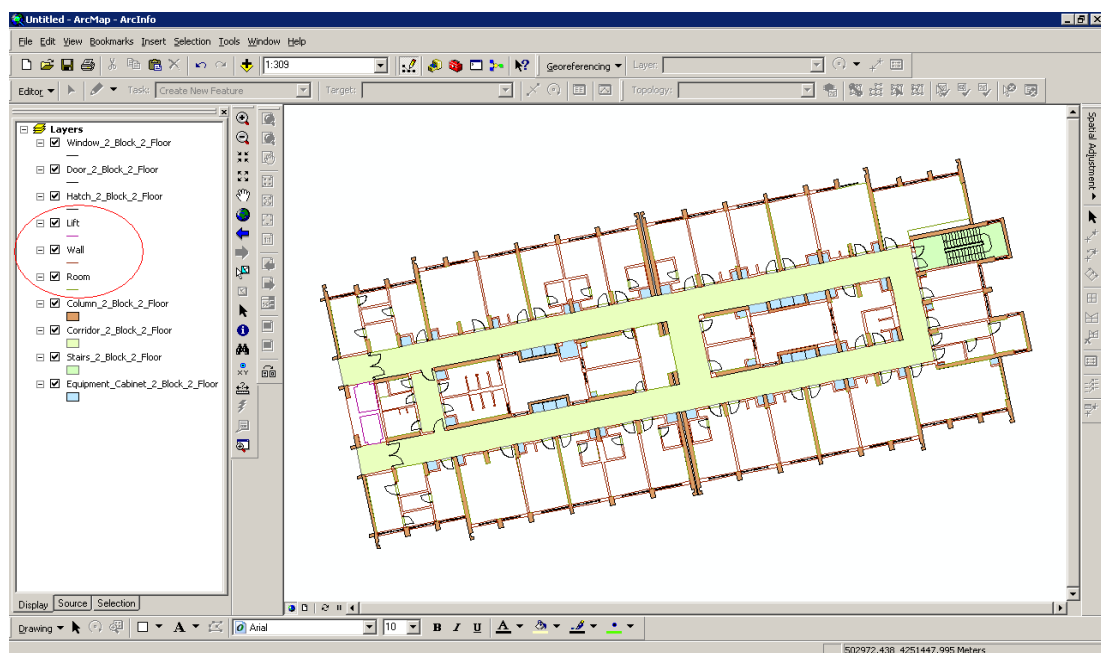 Untitled - ArcMap - ArcInfo
File Edit View Bookmarks Insert Selection Tools Window Help
1:309 Georeferencing Layer:
Editor Task: Create New Feature Target: Topology:
Layers
Window_2_Block_2_Floor
Door_2_Block_2_Floor
Hatch_2_Block_2_Floor
Lift
Wall
Room
Column_2_Block_2_Floor
Corridor_2_Block_2_Floor
Stairs_2_Block_2_Floor
Equipment_Cabinet_2_Block_2_Floor
Spatial Adjustment
Display Source Selection
Drawing A Arial 10 B I U A
502972,438 4251447,995 Meters